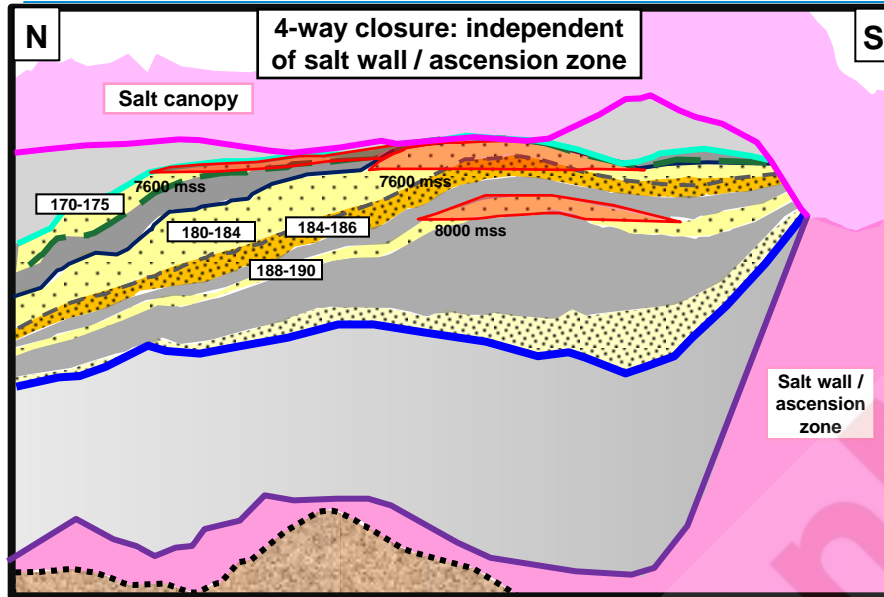 N
4-way closure: independent
of salt wall / ascension zone
S
Salt canopy
7600 mss
7600 mss
170-175
180-184
184-186
8000 mss
188-190
Salt wall /
ascension
zone